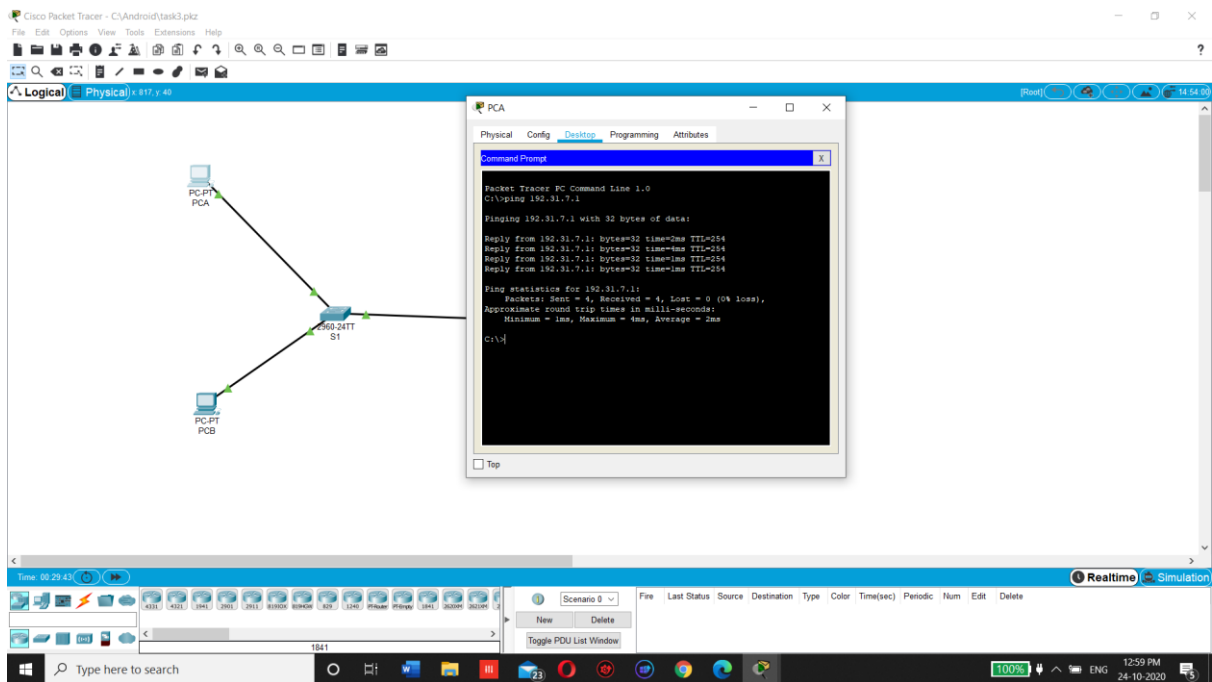 Cisco Packet Tracer - C:\Android\task3.pkz
File Edit Options View Tools Extensions Help
?
Logical Physical x: 817, y: 40 [Root] 14:54:00
PC-PT
PCA
2960-24TT
S1
PC-PT
PCB
PCA
Physical Config Desktop Programming Attributes
Command Prompt X
Packet Tracer PC Command Line 1.0
C:\>ping 192.31.7.1
Pinging 192.31.7.1 with 32 bytes of data:
Reply from 192.31.7.1: bytes=32 time=2ms TTL=254
Reply from 192.31.7.1: bytes=32 time=4ms TTL=254
Reply from 192.31.7.1: bytes=32 time=1ms TTL=254
Reply from 192.31.7.1: bytes=32 time=1ms TTL=254
Ping statistics for 192.31.7.1:
Packets: Sent = 4, Received = 4, Lost = 0 (0% loss),
Approximate round trip times in milli-seconds:
Minimum = 1ms, Maximum = 4ms, Average = 2ms
C:\>
Top
Time: 00:29:43 Realtime Simulation
4331 4321 1941 2901 2911 819IOX 819HGW 829 1240 PT-Router PT-Empty 1841 2620XM 2621XM
1841
Scenario 0
New Delete
Toggle PDU List Window
Fire Last Status Source Destination Type Color Time(sec) Periodic Num Edit Delete
Type here to search
23
100% ENG 12:59 PM
24-10-2020
5